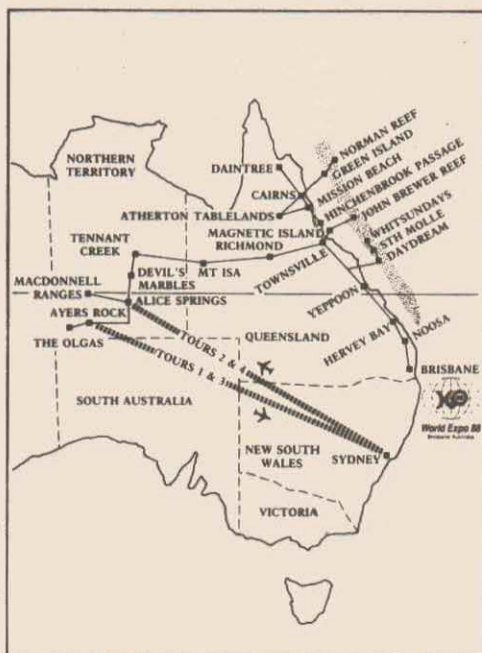 NORMAN REEF
GREEN ISLAND
MISSION BEACH
HINCHENBROOK PASSAGE
JOHN BREWER REEF
NORTHERN
TERRITORY
DAINTREE
CAIRNS
ATHERTON TABLELANDS
MAGNETIC ISLAND
RICHMOND
WHITSUNDAYS
STH MOLLE
DAYDREAM
TENNANT
CREEK
DEVIL'S
MARBLES
MT ISA
TOWNSVILLE
MACDONNELL
RANGES
ALICE SPRINGS
YEPPOON
AYERS ROCK
THE OLGAS
QUEENSLAND
HERVEY BAY
NOOSA
TOURS 2 & 4
TOURS 1 & 3
BRISBANE
SOUTH AUSTRALIA
World Expo 88
Brisbane Australia
NEW SOUTH
WALES
SYDNEY
VICTORIA